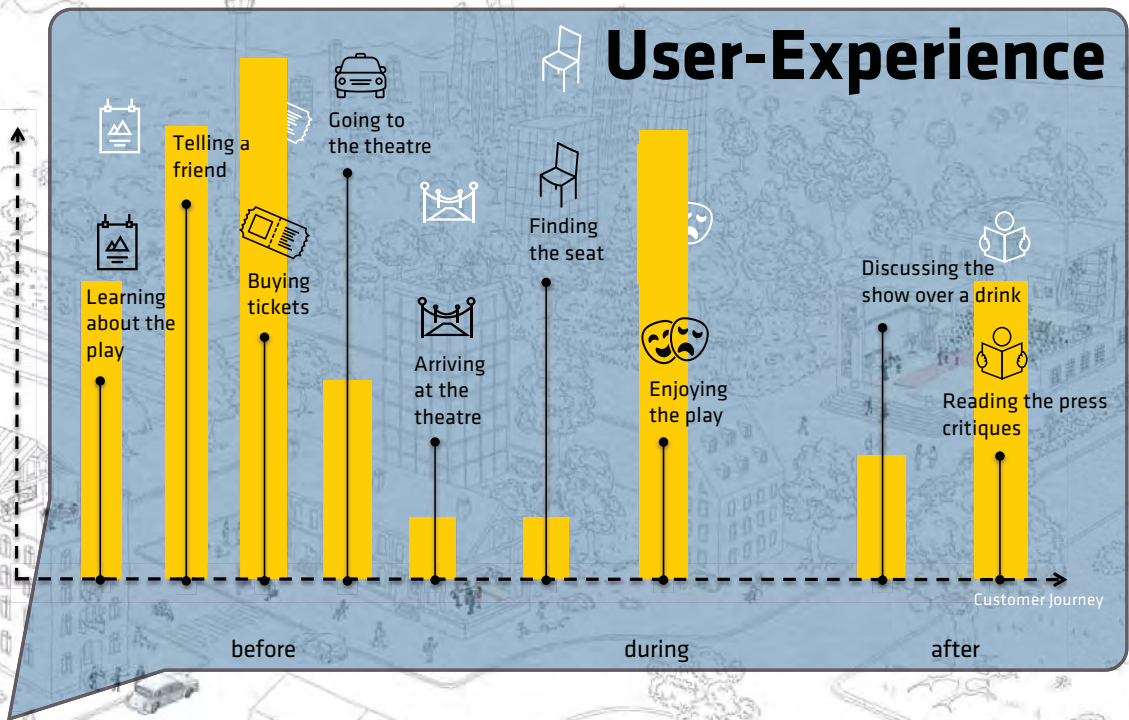 User-Experience
Learning
about the
play
Telling a
friend
Buying
tickets
Going to
the theatre
Arriving
at the
theatre
Finding
the seat
Enjoying
the play
Discussing the
show over a drink
Reading the press
critiques
Customer Journey
before
during
after